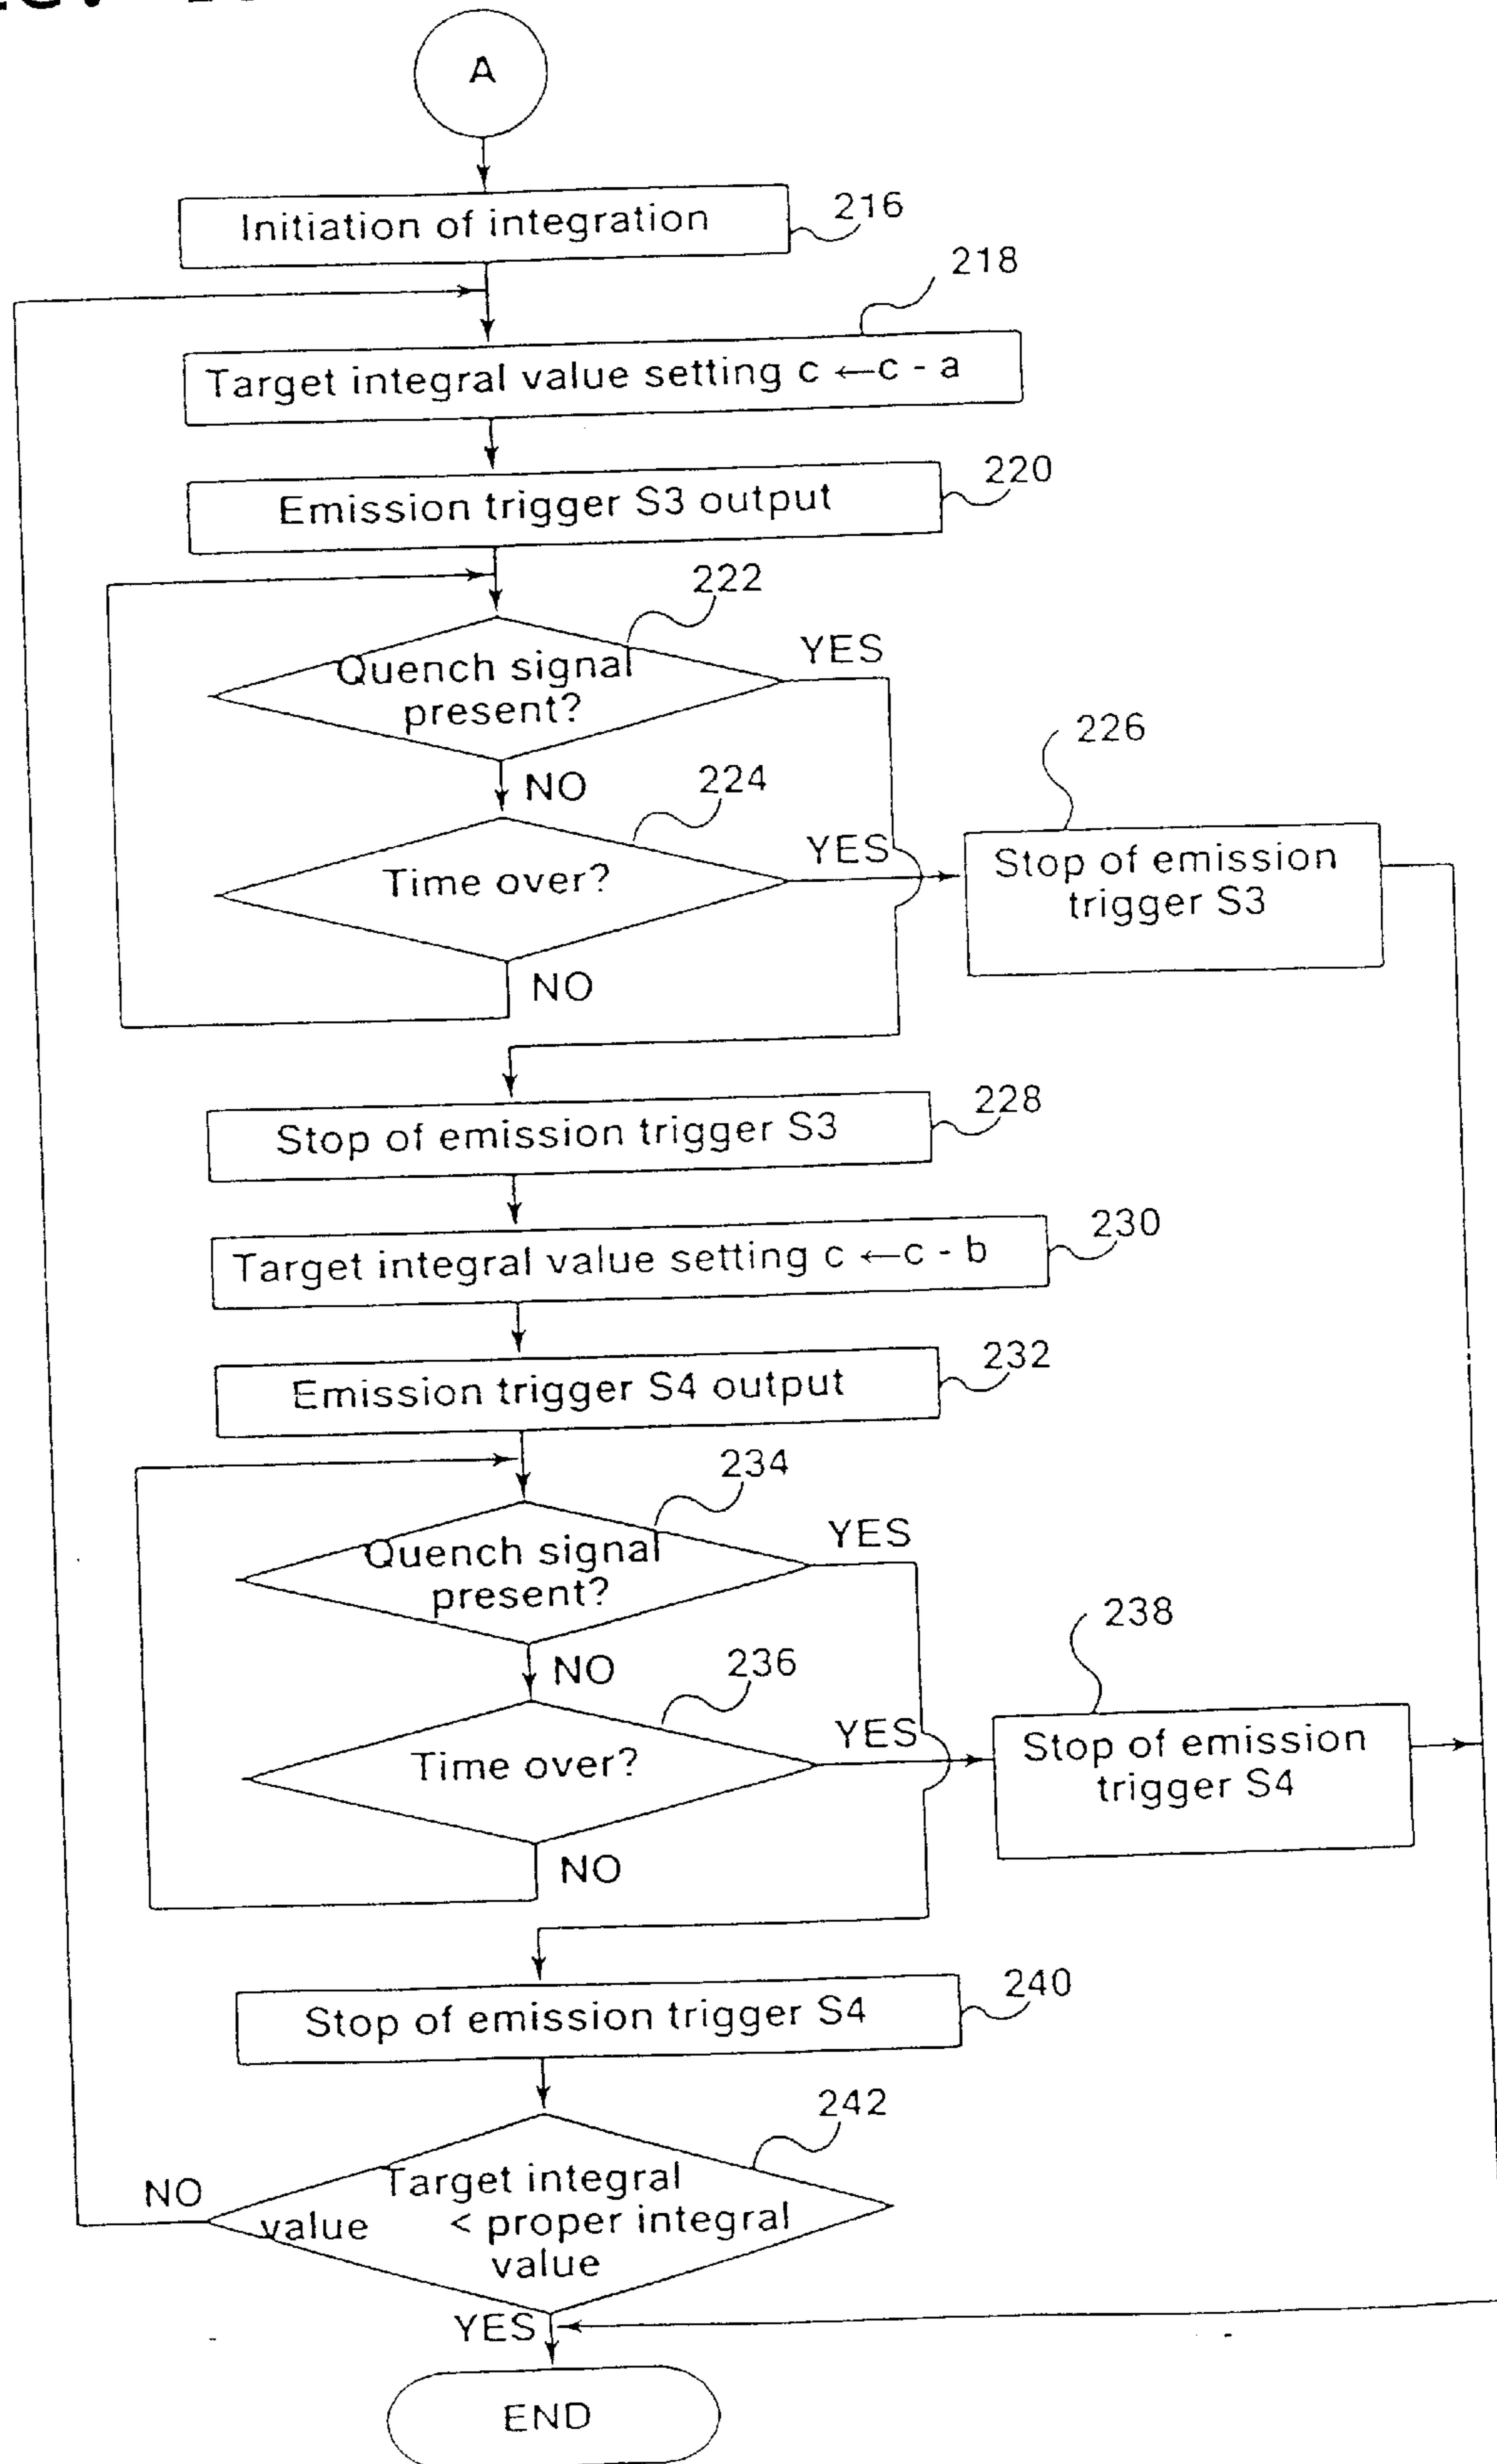 A
Initiation of integration
216
218
Target integral value setting c ←c - a
220
Emission trigger S3 output
222
Quench signal
present?
YES
NO
224
226
Time over?
YES
Stop of emission
trigger S3
NO
228
Stop of emission trigger S3
230
Target integral value setting c ←c - b
232
Emission trigger S4 output
234
Quench signal
present?
YES
NO
236
238
Time over?
YES
Stop of emission
trigger S4
NO
240
Stop of emission trigger S4
242
NO
Target integral
value < proper integral
value
YES
END